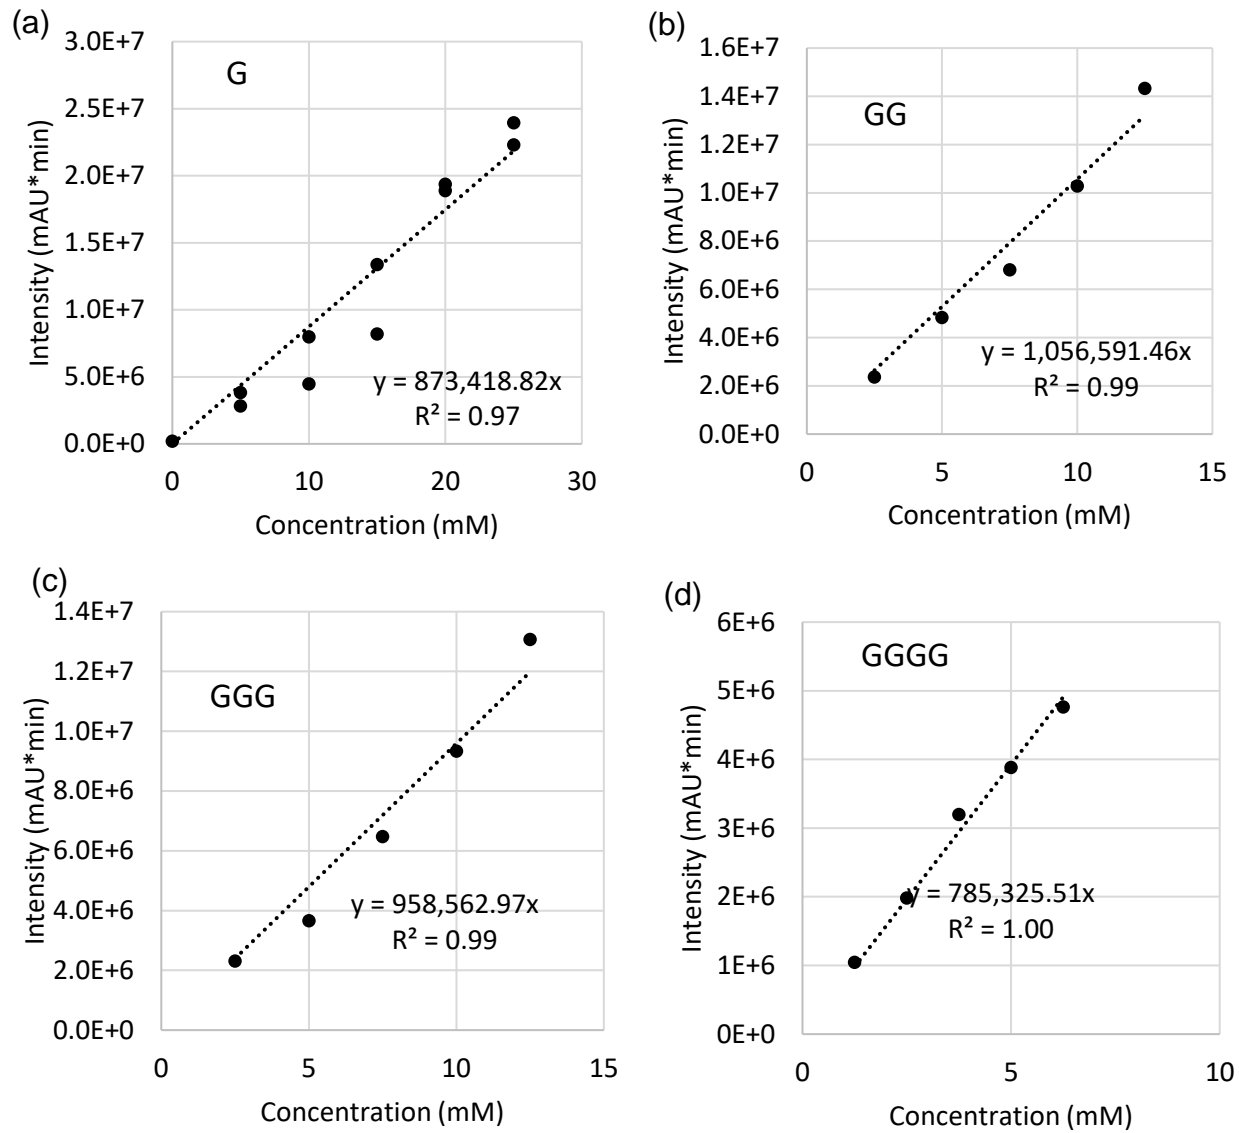 (a)
3.0E+7
2.5E+7
2.0E+7
1.5E+7
1.0E+7
5.0E+6
0.0E+0
Intensity (mAU*min)
G
y = 873,418.82x
R² = 0.97
0 10 20 30
Concentration (mM)
(b)
1.6E+7
1.4E+7
1.2E+7
1.0E+7
8.0E+6
6.0E+6
4.0E+6
2.0E+6
0.0E+0
Intensity (mAU*min)
GG
y = 1,056,591.46x
R² = 0.99
0 5 10 15
Concentration (mM)
(c)
1.4E+7
1.2E+7
1.0E+7
8.0E+6
6.0E+6
4.0E+6
2.0E+6
0.0E+0
Intensity (mAU*min)
GGG
y = 958,562.97x
R² = 0.99
0 5 10 15
Concentration (mM)
(d)
6E+6
5E+6
4E+6
3E+6
2E+6
1E+6
0E+0
Intensity (mAU*min)
GGGG
y = 785,325.51x
R² = 1.00
0 5 10
Concentration (mM)